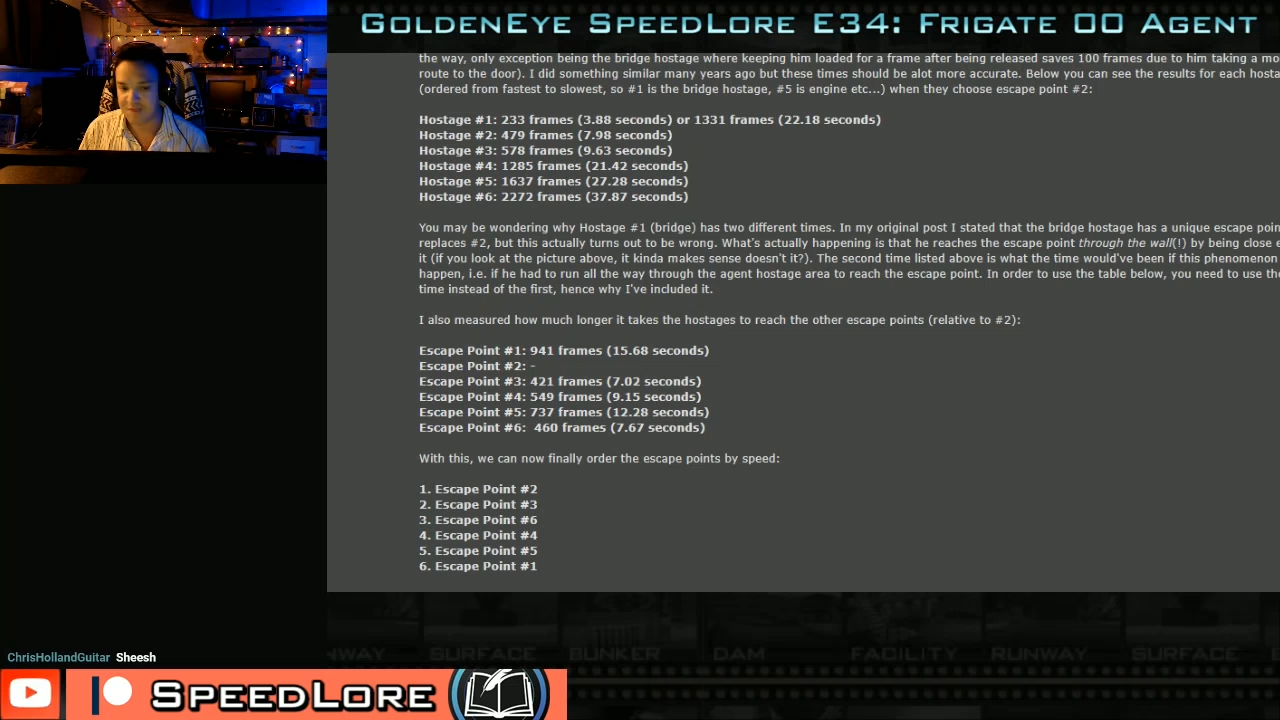 GoldenEye SpeedLore E34: Frigate 00 Agent
the way, only exception being the bridge hostage where keeping him loaded for a frame after being released saves 100 frames due to him taking a mo
route to the door). I did something similar many years ago but these times should be alot more accurate. Below you can see the results for each hosta
(ordered from fastest to slowest, so #1 is the bridge hostage, #5 is engine etc...) when they choose escape point #2:
Hostage #1: 233 frames (3.88 seconds) or 1331 frames (22.18 seconds)
Hostage #2: 479 frames (7.98 seconds)
Hostage #3: 578 frames (9.63 seconds)
Hostage #4: 1285 frames (21.42 seconds)
Hostage #5: 1637 frames (27.28 seconds)
Hostage #6: 2272 frames (37.87 seconds)
You may be wondering why Hostage #1 (bridge) has two different times. In my original post I stated that the bridge hostage has a unique escape poin
replaces #2, but this actually turns out to be wrong. What's actually happening is that he reaches the escape point through the wall(!) by being close e
it (if you look at the picture above, it kinda makes sense doesn't it?). The second time listed above is what the time would've been if this phenomenon
happen, i.e. if he had to run all the way through the agent hostage area to reach the escape point. In order to use the table below, you need to use the
time instead of the first, hence why I've included it.
I also measured how much longer it takes the hostages to reach the other escape points (relative to #2):
Escape Point #1: 941 frames (15.68 seconds)
Escape Point #2: -
Escape Point #3: 421 frames (7.02 seconds)
Escape Point #4: 549 frames (9.15 seconds)
Escape Point #5: 737 frames (12.28 seconds)
Escape Point #6: 460 frames (7.67 seconds)
With this, we can now finally order the escape points by speed:
1. Escape Point #2
2. Escape Point #3
3. Escape Point #6
4. Escape Point #4
5. Escape Point #5
6. Escape Point #1
NWAY SURFACE BUNKER DAM FACILITY RUNWAY SURFACE
ChrisHollandGuitar Sheesh
SpeedLore